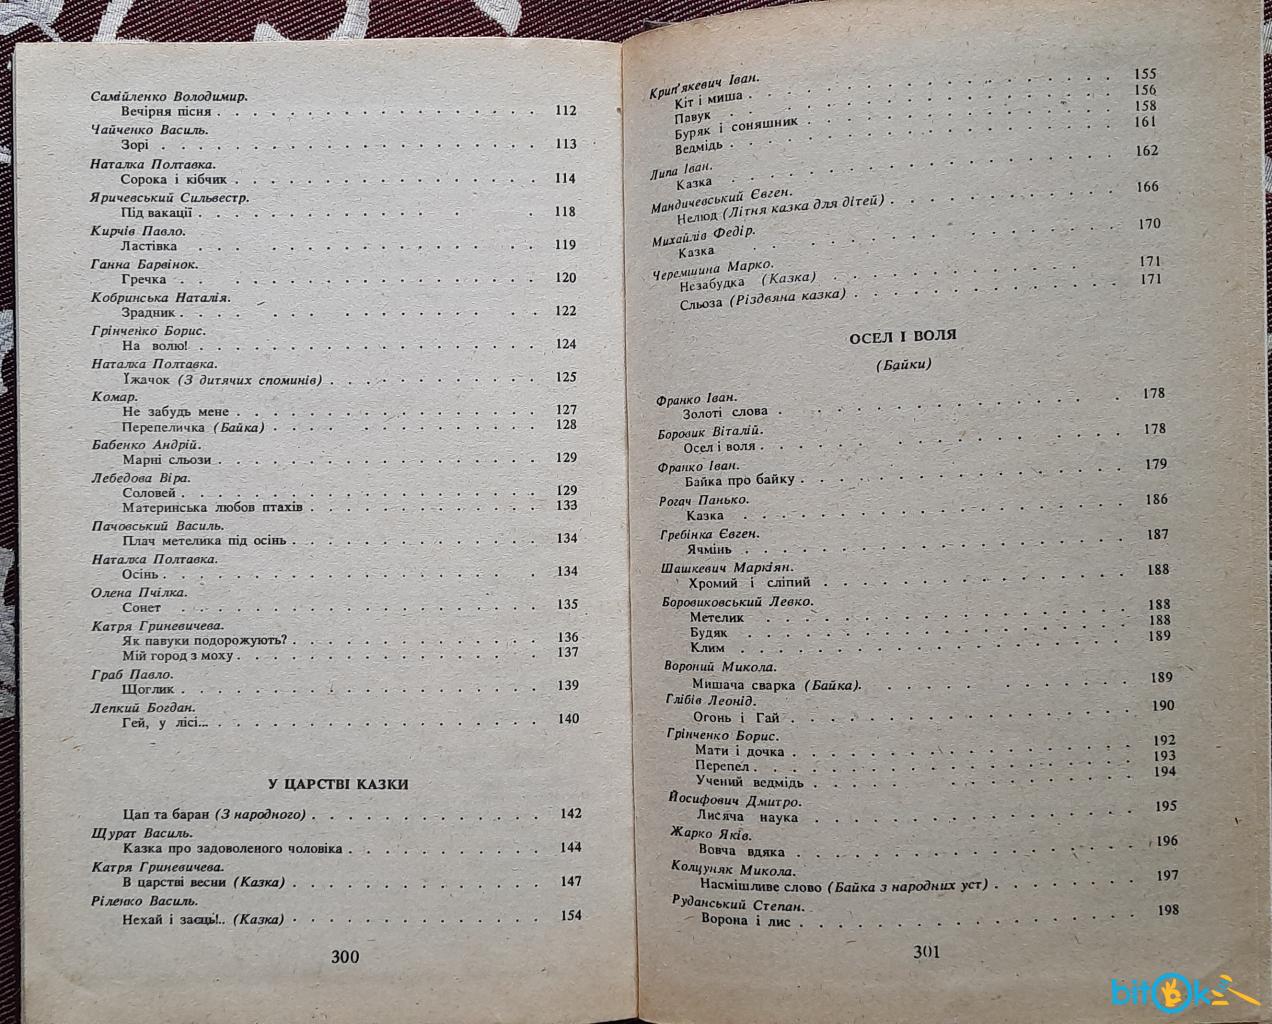 Самійленко Володимир.
Вечірня пісня . . . . . . . . . . . . . . . . . . 112
Чайченко Василь.
Зорі . . . . . . . . . . . . . . . . . . 113
Наталка Полтавка.
Сорока і кібчик . . . . . . . . . . . . . . . . . . 114
Яричевський Сильвестр.
Під вакації . . . . . . . . . . . . . . . . . . 118
Кирчів Павло.
Ластівка . . . . . . . . . . . . . . . . . . 119
Ганна Барвінок.
Гречка . . . . . . . . . . . . . . . . . . 120
Кобринська Наталія.
Зрадник . . . . . . . . . . . . . . . . . . 122
Грінченко Борис.
На волю! . . . . . . . . . . . . . . . . . . 124
Наталка Полтавка.
Їжачок (З дитячих споминів) . . . . . . . . . . . . 125
Комар.
Не забудь мене . . . . . . . . . . . . . . . . . . 127
Перепеличка (Байка) . . . . . . . . . . . . . . . 128
Бабенко Андрій.
Марні сльози . . . . . . . . . . . . . . . . . . 129
Лебедова Віра.
Соловей . . . . . . . . . . . . . . . . . . 129
Материнська любов птахів . . . . . . . . . . . . . 133
Пачовський Василь.
Плач метелика під осінь . . . . . . . . . . . . . . 134
Наталка Полтавка.
Осінь . . . . . . . . . . . . . . . . . . 134
Олена Пчілка.
Сонет . . . . . . . . . . . . . . . . . . 135
Катря Гриневичева.
Як павуки подорожують? . . . . . . . . . . . . . . 136
Мій город з моху . . . . . . . . . . . . . . . . . 137
Граб Павло.
Щоглик . . . . . . . . . . . . . . . . . . 139
Лепкий Богдан.
Гей, у лісі... . . . . . . . . . . . . . . . . . . 140
У ЦАРСТВІ КАЗКИ
Цап та баран (З народного) . . . . . . . . . . . . 142
Щурат Василь.
Казка про задоволеного чоловіка . . . . . . . . . . 144
Катря Гриневичева.
В царстві весни (Казка) . . . . . . . . . . . . . . 147
Ріленко Василь.
Нехай і заєць!.. (Казка) . . . . . . . . . . . . . . 154
300
Крип'якевич Іван.
Кіт і миша . . . . . . . . . . . . . . . . . . 155
Павук . . . . . . . . . . . . . . . . . . 156
Буряк і соняшник . . . . . . . . . . . . . . . . . . 158
Ведмідь . . . . . . . . . . . . . . . . . . 161
Липа Іван.
Казка . . . . . . . . . . . . . . . . . . 162
Мандичевський Євген.
Нелюд (Літня казка для дітей) . . . . . . . . . . 166
Михайлів Федір.
Казка . . . . . . . . . . . . . . . . . . 170
Черемшина Марко.
Незабудка (Казка) . . . . . . . . . . . . . . . 171
Сльоза (Різдвяна казка) . . . . . . . . . . . . . 171
ОСЕЛ І ВОЛЯ
(Байки)
Франко Іван.
Золоті слова . . . . . . . . . . . . . . . . . . 178
Боровик Віталій.
Осел і воля . . . . . . . . . . . . . . . . . . 178
Франко Іван.
Байка про байку . . . . . . . . . . . . . . . . . . 179
Рогач Панько.
Казка . . . . . . . . . . . . . . . . . . 186
Гребінка Євген.
Ячмінь . . . . . . . . . . . . . . . . . . 187
Шашкевич Маркіян.
Хромий і сліпий . . . . . . . . . . . . . . . . . . 188
Боровиковський Левко.
Метелик . . . . . . . . . . . . . . . . . . 188
Будяк . . . . . . . . . . . . . . . . . . 188
Клим . . . . . . . . . . . . . . . . . . 189
Вороний Микола.
Мишача сварка (Байка). . . . . . . . . . . . . . . 189
Глібів Леонід.
Огонь і Гай . . . . . . . . . . . . . . . . . . 190
Грінченко Борис.
Мати і дочка . . . . . . . . . . . . . . . . . . 192
Перепел . . . . . . . . . . . . . . . . . . 193
Учений ведмідь . . . . . . . . . . . . . . . . . . 194
Йосифович Дмитро.
Лисяча наука . . . . . . . . . . . . . . . . . . 195
Жарко Яків.
Вовча вдяка . . . . . . . . . . . . . . . . . . 196
Колцуняк Микола.
Насмішливе слово (Байка з народних уст) . . . . . . . 197
Руданський Степан.
Ворона і лис . . . . . . . . . . . . . . . . . . 198
301
bitok